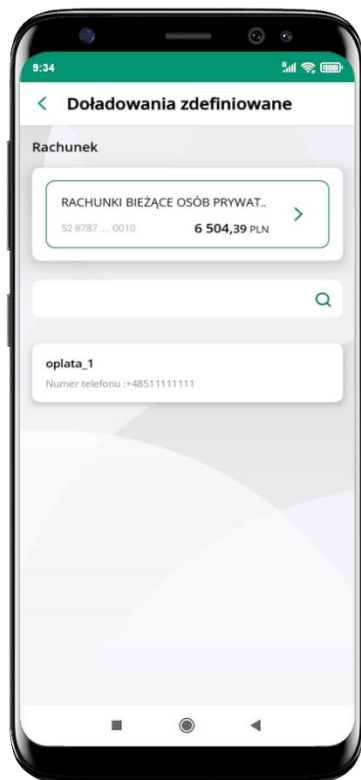 9:34
Doładowania zdefiniowane
Rachunek
RACHUNKI BIEŻĄCE OSÓB PRYWAT..
52 8787 ... 0010 6 504,39 PLN
oplata_1
Numer telefonu :+48511111111